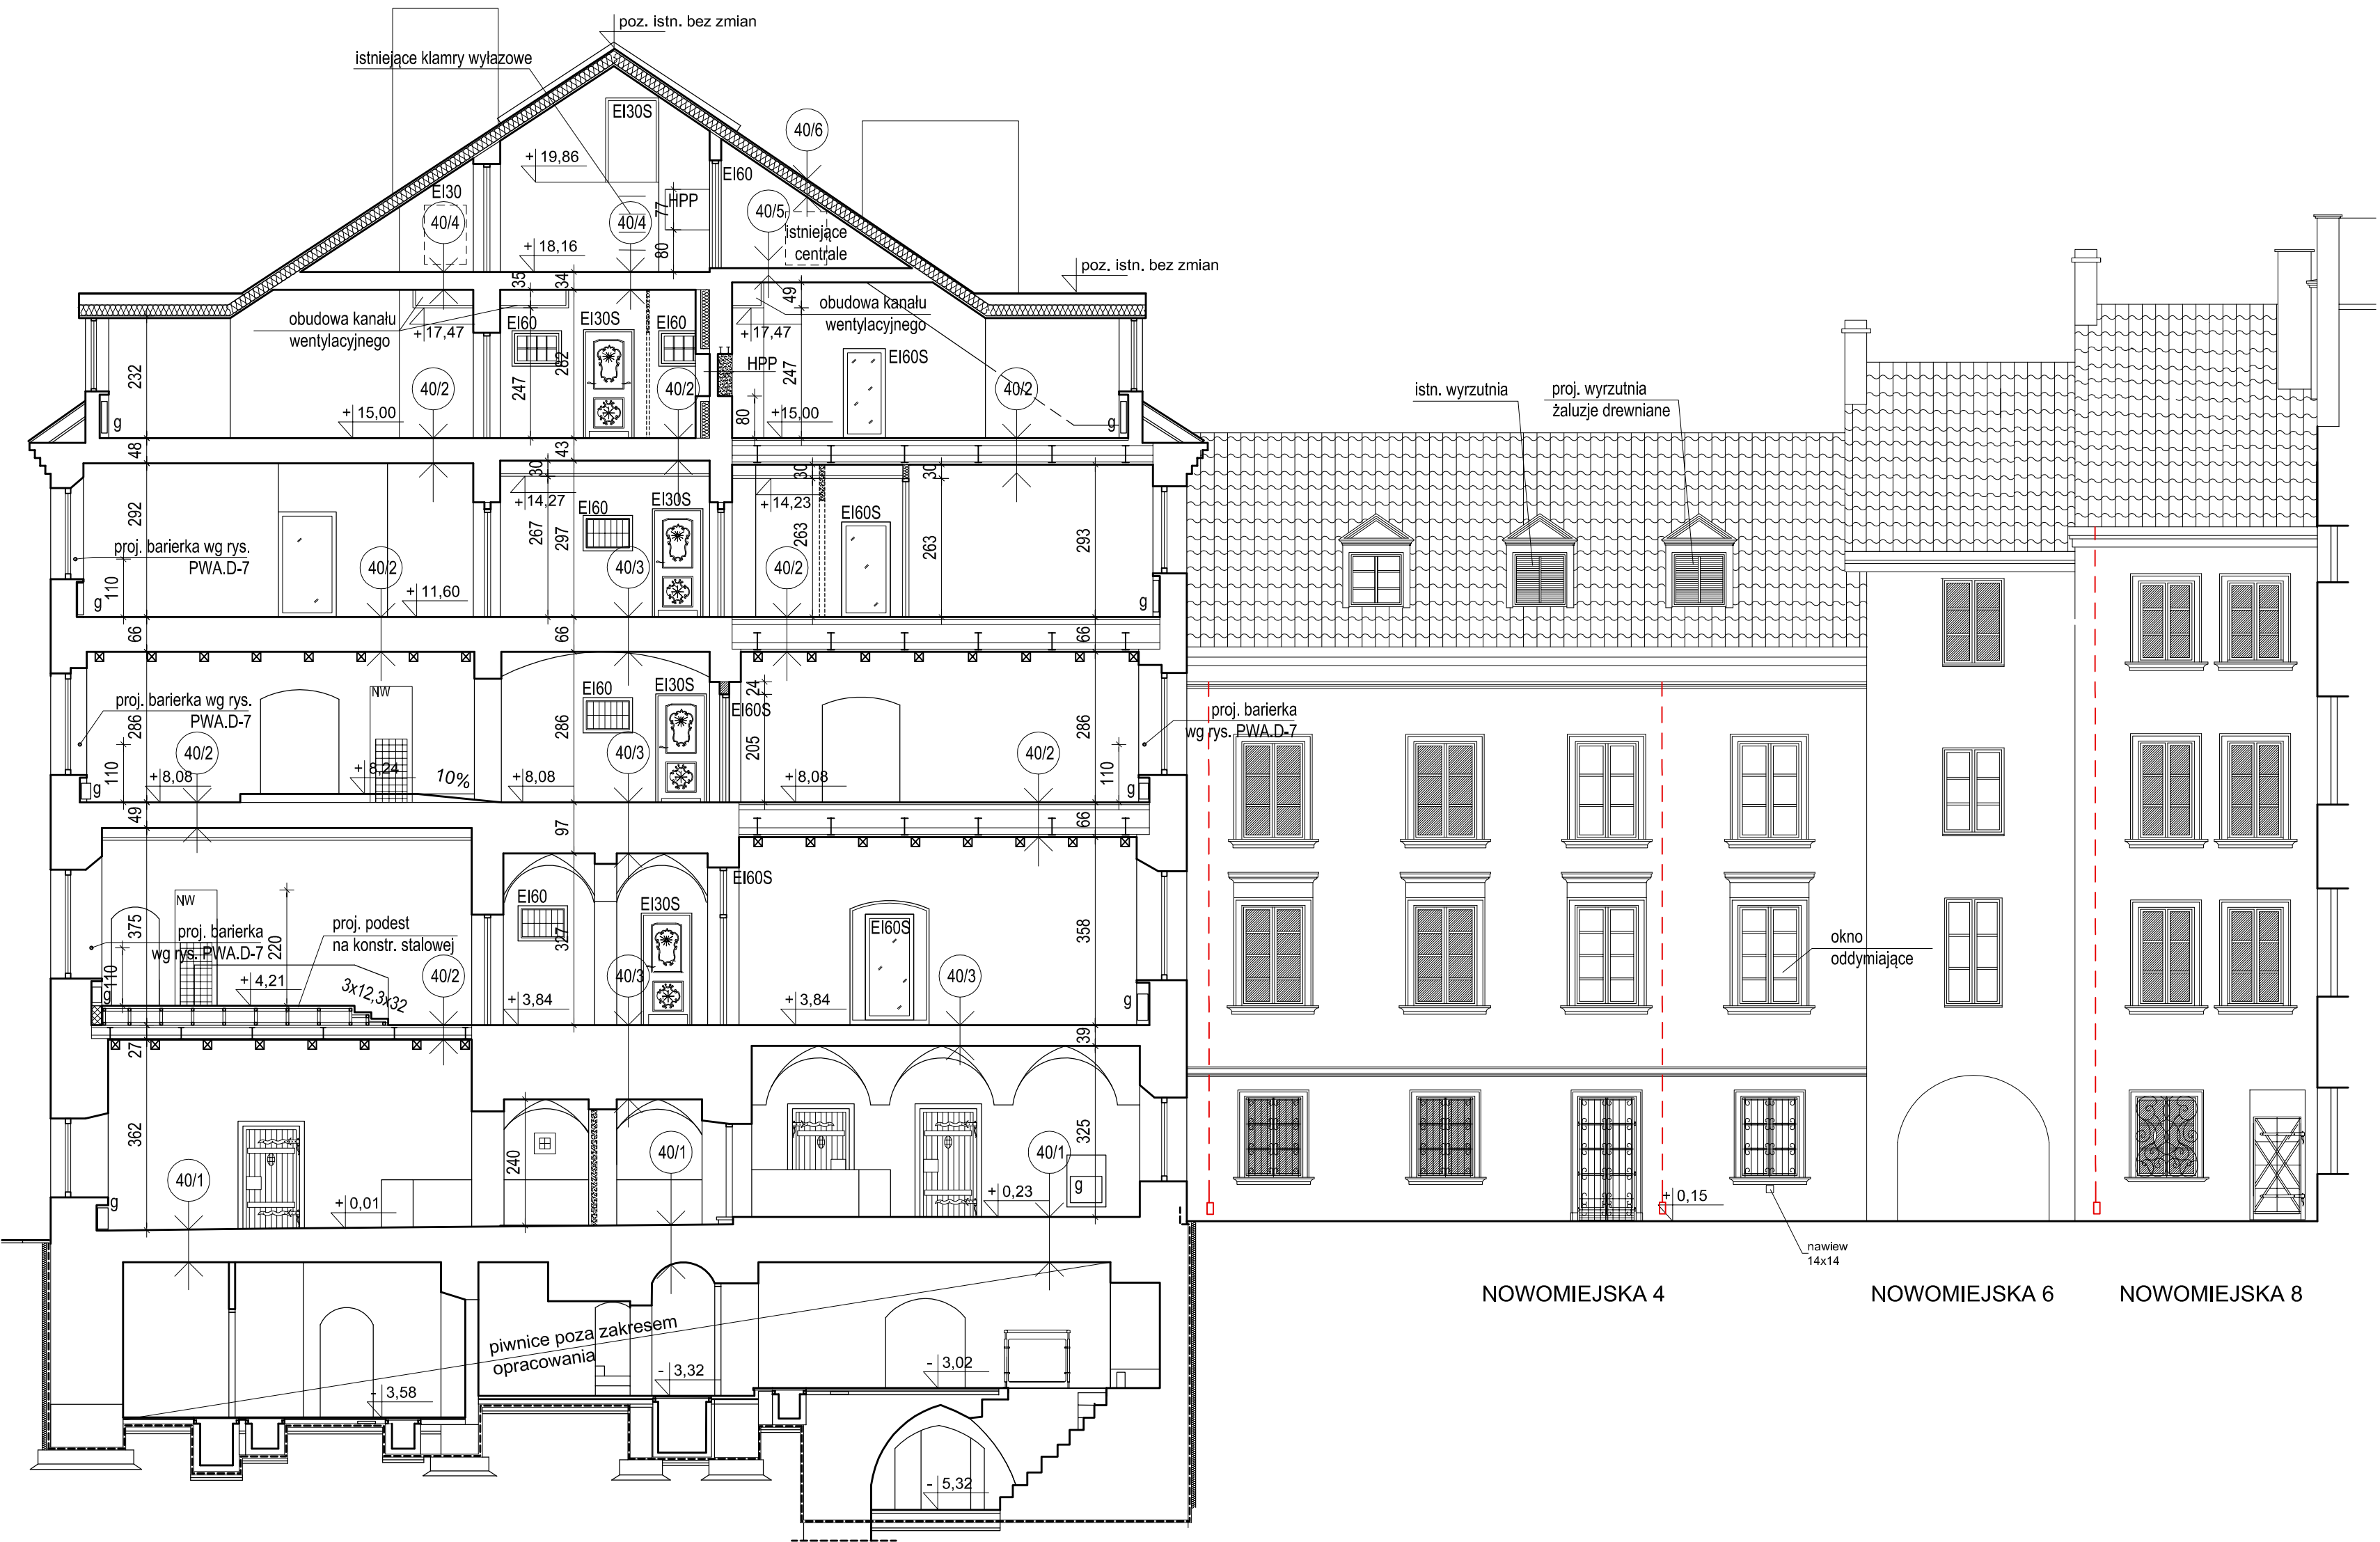 poz. istn. bez zmian
istniejące klamry wyłazowe
EI30S
40/6
+ 19,86
EI60
EI30
HPP
77
40/4
40/4
40/5
istniejące
centrale
+ 18,16
80
poz. istn. bez zmian
35
34
49
obudowa kanału
wentylacyjnego
obudowa kanału
wentylacyjnego
+ 17,47
EI60
EI30S
EI60
+ 17,47
EI60S
HPP
232
247
282
247
40/2
40/2
40/2
istn. wyrzutnia
proj. wyrzutnia
żaluzje drewniane
g
+ 15,00
80
+15,00
g
48
43
30
30
30
+ 14,27
EI60
EI30S
+ 14,23
EI60S
292
267
297
263
263
293
proj. barierka wg rys.
PWA.D-7
40/2
40/3
40/2
110
g
+ 11,60
g
66
66
66
NW
EI60
EI30S
24
EI60S
proj. barierka wg rys.
PWA.D-7
286
286
205
286
proj. barierka
wg rys. PWA.D-7
40/2
40/3
40/2
110
g
+ 8,08
+ 8,24
10%
+ 8,08
+ 8,08
110
g
49
97
66
EI60S
NW
EI60
EI30S
EI60S
375
proj. barierka
wg rys. PWA.D-7
220
proj. podest
na konstr. stalowej
327
358
okno
oddymiające
110
g
+ 4,21
3x12,3x32
40/2
40/3
40/3
+ 3,84
+ 3,84
g
27
39
362
240
325
40/1
40/1
40/1
g
+ 0,01
+ 0,23
g
+ 0,15
nawiew
14x14
NOWOMIEJSKA 4
NOWOMIEJSKA 6
NOWOMIEJSKA 8
piwnice poza zakresem
opracowania
- 3,58
- 3,32
- 3,02
- 5,32